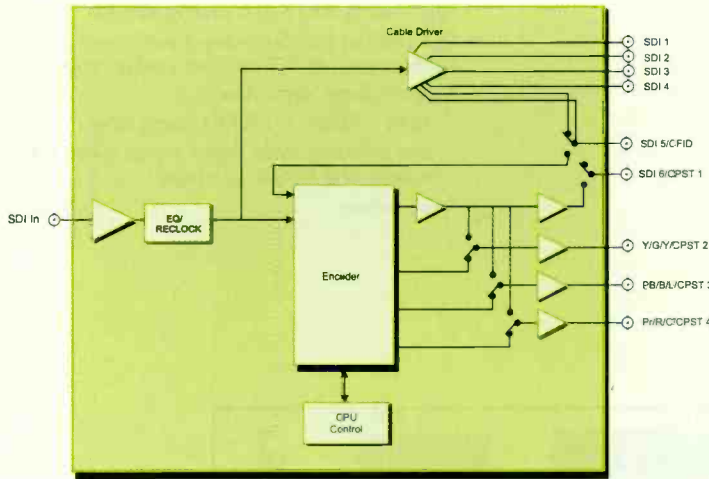 Cable Driver
SDI 1
SDI 2
SDI 3
SDI 4
SDI 5/CFID
SDI 6/CPST 1
SDI In
EQ/
RECLOCK
Encoder
Y/G/Y/CPST 2
PB/B/L/CPST 3
Pr/R/C/CPST 4
CPU
Control